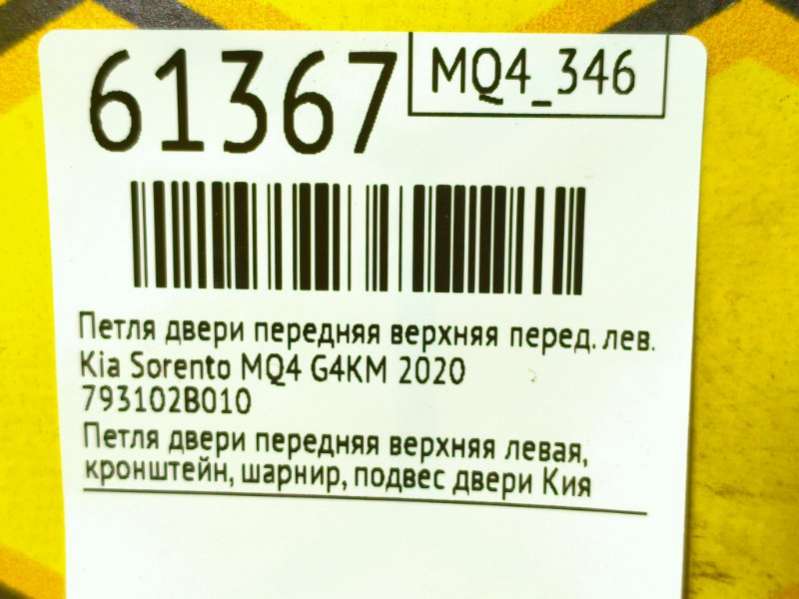 61367
MQ4_346
Петля двери передняя верхняя перед. лев.
Kia Sorento MQ4 G4KM 2020
793102B010
Петля двери передняя верхняя левая,
кронштейн, шарнир, подвес двери Кия